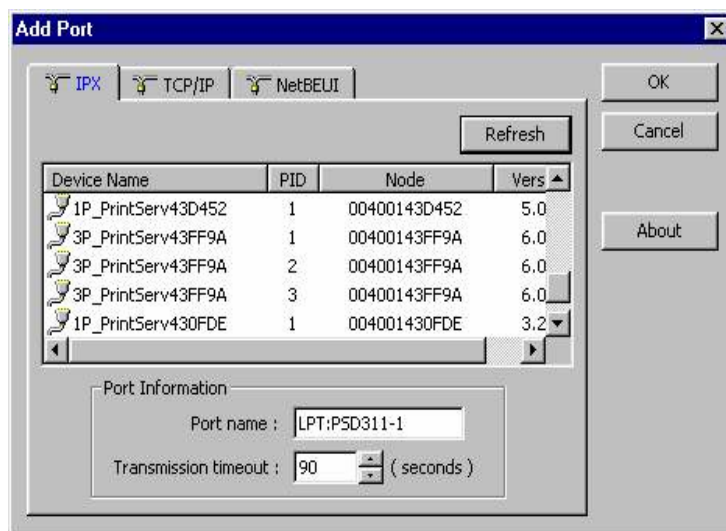 Add Port
IPX TCP/IP NetBEUI
OK
Refresh
Cancel
Device Name PID Node Vers
1P_PrintServ43D452 1 00400143D452 5.0
3P_PrintServ43FF9A 1 00400143FF9A 6.0
About
3P_PrintServ43FF9A 2 00400143FF9A 6.0
3P_PrintServ43FF9A 3 00400143FF9A 6.0
1P_PrintServ430FDE 1 004001430FDE 3.2
Port Information
Port name : LPT:PSD311-1
Transmission timeout : 90 ( seconds )